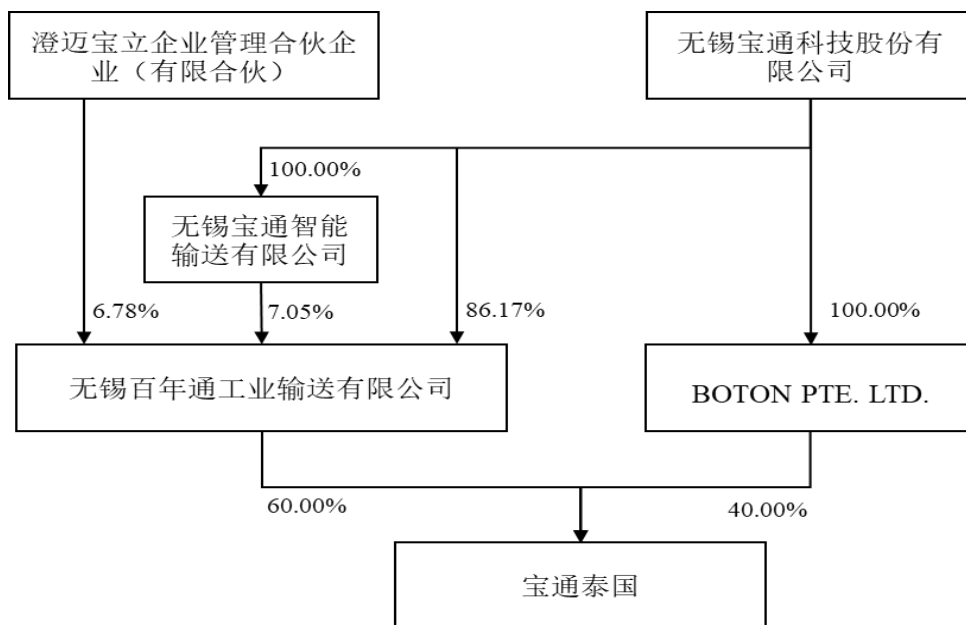 澄迈宝立企业管理合伙企
业（有限合伙）
无锡宝通科技股份有
限公司
100.00%
无锡宝通智能
输送有限公司
6.78%
7.05%
86.17%
100.00%
无锡百年通工业输送有限公司
BOTON PTE. LTD.
60.00%
40.00%
宝通泰国